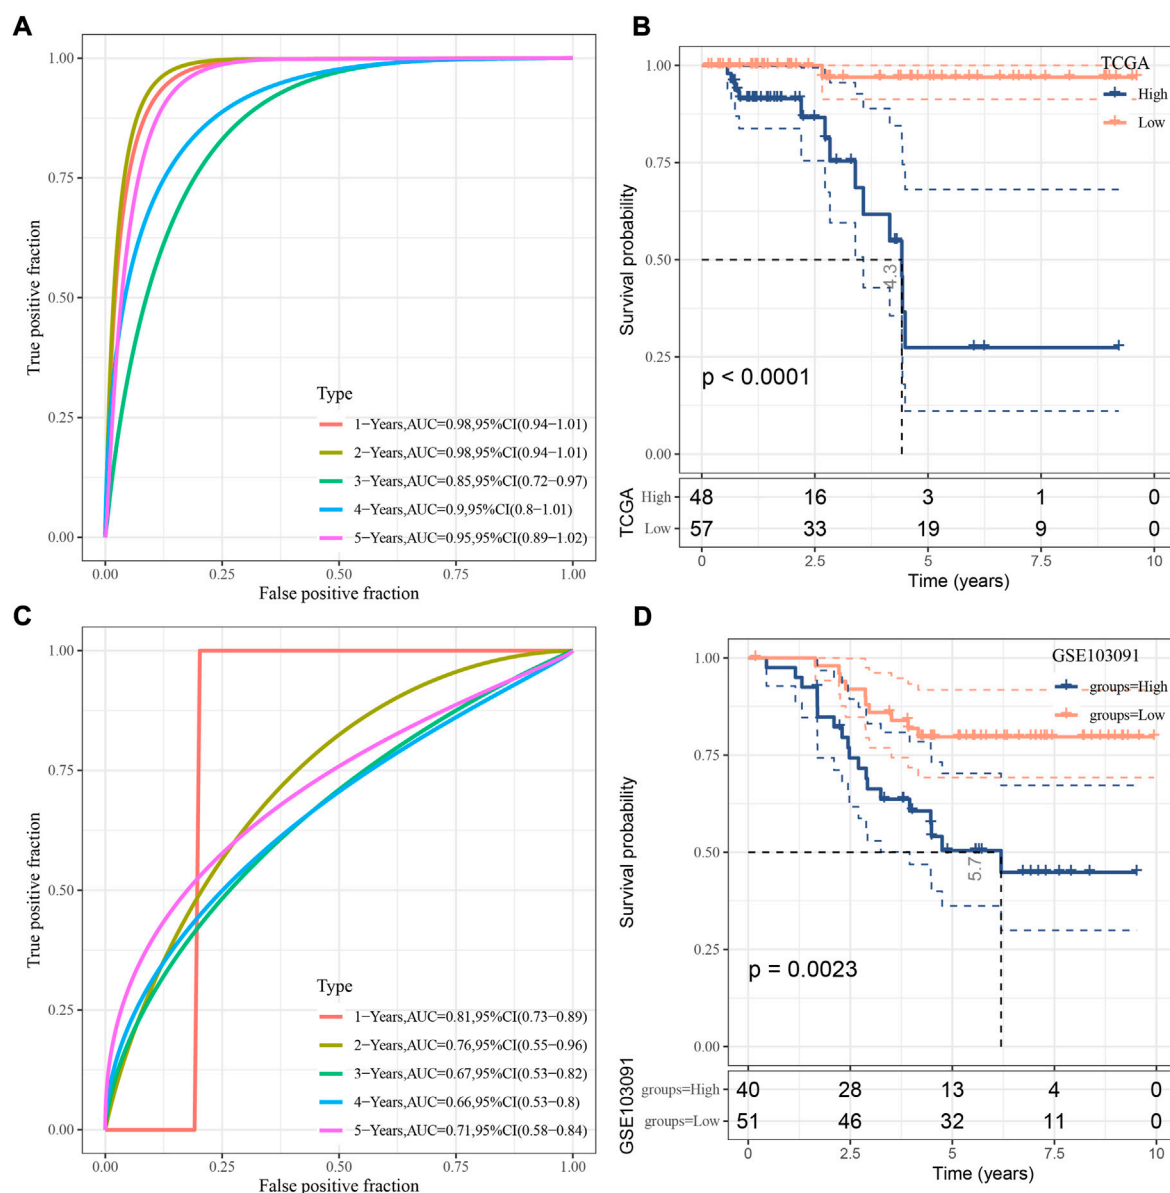 A
1.00
0.75
0.50
0.25
0.00
True positive fraction
Type
1−Years,AUC=0.98,95%CI(0.94−1.01)
2−Years,AUC=0.98,95%CI(0.94−1.01)
3−Years,AUC=0.85,95%CI(0.72−0.97)
4−Years,AUC=0.9,95%CI(0.8−1.01)
5−Years,AUC=0.95,95%CI(0.89−1.02)
0.00 0.25 0.50 0.75 1.00
False positive fraction
B
1.00
0.75
0.50
0.25
0.00
Survival probability
TCGA
High
Low
4.3
p < 0.0001
TCGA
High 48 16 3 1 0
Low 57 33 19 9 0
0 2.5 5 7.5 10
Time (years)
C
1.00
0.75
0.50
0.25
0.00
True positive fraction
Type
1−Years,AUC=0.81,95%CI(0.73−0.89)
2−Years,AUC=0.76,95%CI(0.55−0.96)
3−Years,AUC=0.67,95%CI(0.53−0.82)
4−Years,AUC=0.66,95%CI(0.53−0.8)
5−Years,AUC=0.71,95%CI(0.58−0.84)
0.00 0.25 0.50 0.75 1.00
False positive fraction
D
1.00
0.75
0.50
0.25
0.00
Survival probability
GSE103091
groups=High
groups=Low
5.7
p = 0.0023
GSE103091
groups=High 40 28 13 4 0
groups=Low 51 46 32 11 0
0 2.5 5 7.5 10
Time (years)